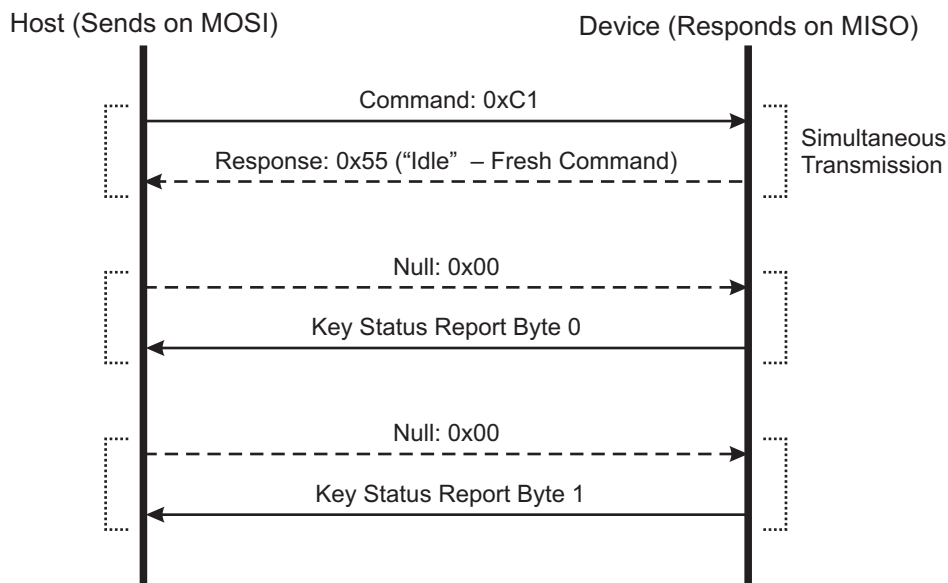 Host (Sends on MOSI)
Device (Responds on MISO)
Command: 0xC1
Simultaneous
Transmission
Response: 0x55 (“Idle” – Fresh Command)
Null: 0x00
Key Status Report Byte 0
Null: 0x00
Key Status Report Byte 1